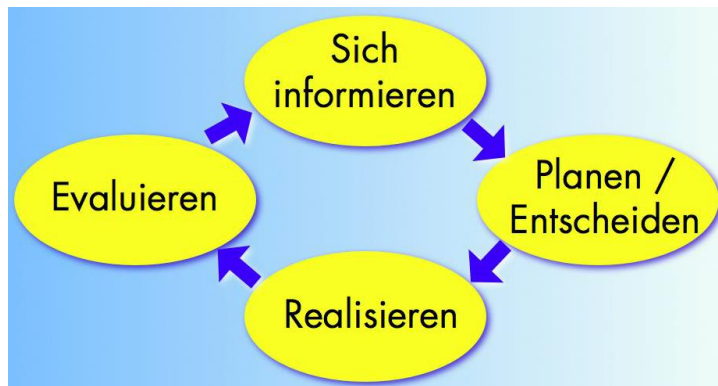 Sich
informieren
Planen /
Entscheiden
Realisieren
Evaluieren